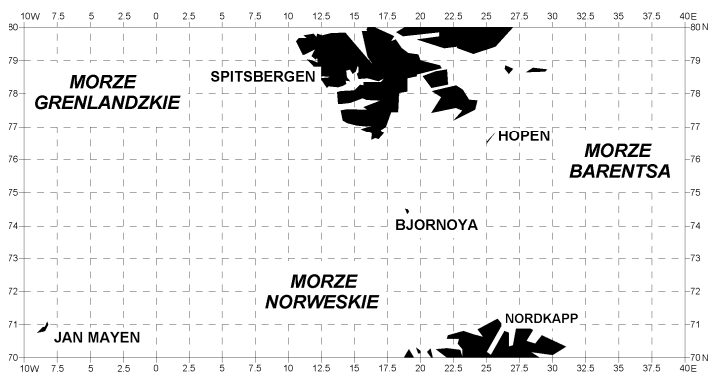 10W 7.5 5 2.5 0 2.5 5 7.5 10 12.5 15 17.5 20 22.5 25 27.5 30 32.5 35 37.5 40E
80 80N
79 79
SPITSBERGEN
MORZE
GRENLANDZKIE
78 78
77 77
HOPEN
MORZE
BARENTSA
76 76
75 75
74 74
BJORNOYA
73 73
MORZE
NORWESKIE
72 72
71 71
NORDKAPP
JAN MAYEN
70 70N
10W 7.5 5 2.5 0 2.5 5 7.5 10 12.5 15 17.5 20 22.5 25 27.5 30 32.5 35 37.5 40E